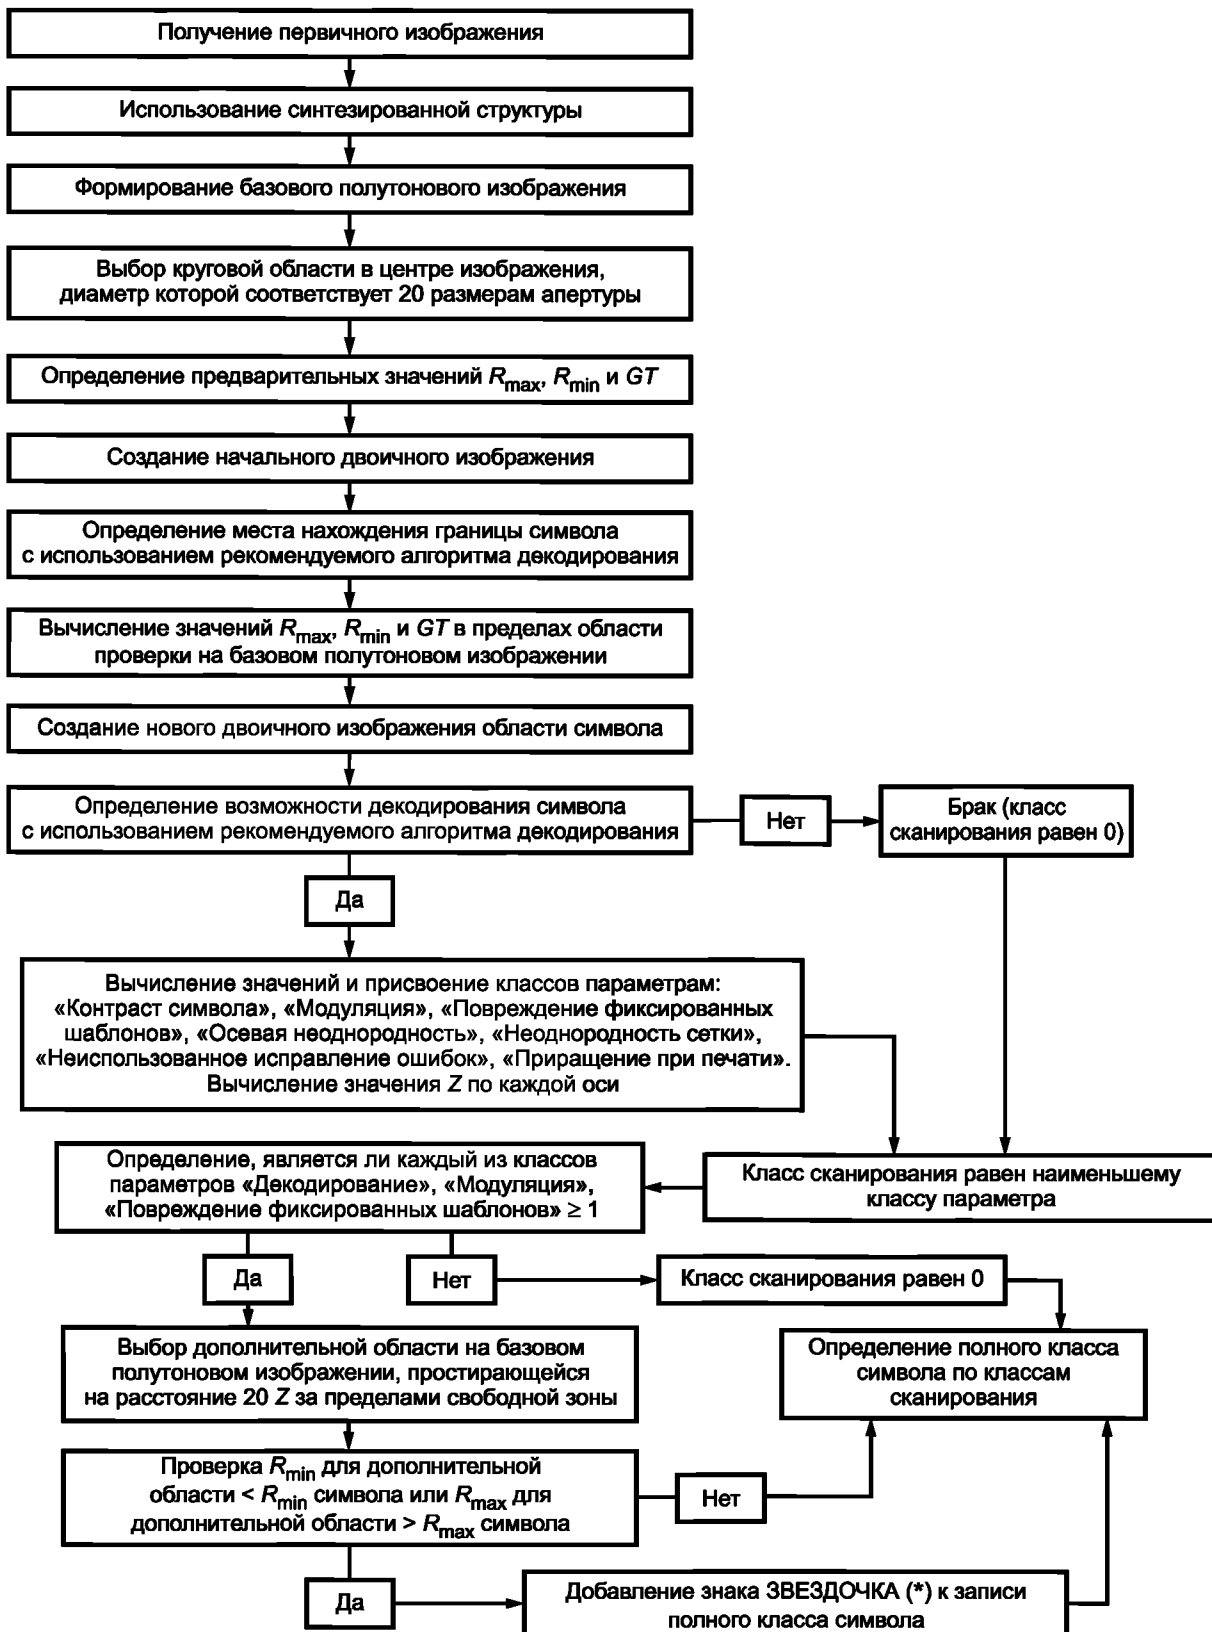 Получение первичного изображения
Использование синтезированной структуры
Формирование базового полутонового изображения
Выбор круговой области в центре изображения,
диаметр которой соответствует 20 размерам апертуры
Определение предварительных значений Rmax, Rmin и GT
Создание начального двоичного изображения
Определение места нахождения границы символа
с использованием рекомендуемого алгоритма декодирования
Вычисление значений Rmax, Rmin и GT в пределах области
проверки на базовом полутоновом изображении
Создание нового двоичного изображения области символа
Определение возможности декодирования символа
с использованием рекомендуемого алгоритма декодирования
Нет
Брак (класс
сканирования равен 0)
Да
Вычисление значений и присвоение классов параметрам:
«Контраст символа», «Модуляция», «Повреждение фиксированных
шаблонов», «Осевая неоднородность», «Неоднородность сетки»,
«Неиспользованное исправление ошибок», «Приращение при печати».
Вычисление значения Z по каждой оси
Определение, является ли каждый из классов
параметров «Декодирование», «Модуляция»,
«Повреждение фиксированных шаблонов» ≥ 1
Класс сканирования равен наименьшему
классу параметра
Да
Нет
Класс сканирования равен 0
Выбор дополнительной области на базовом
полутоновом изображении, простирающейся
на расстояние 20 Z за пределами свободной зоны
Определение полного класса
символа по классам
сканирования
Проверка Rmin для дополнительной
области < Rmin символа или Rmax для
дополнительной области > Rmax символа
Нет
Да
Добавление знака ЗВЕЗДОЧКА (*) к записи
полного класса символа